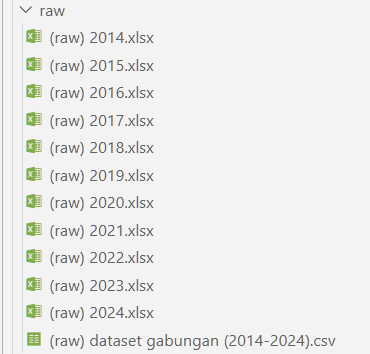 raw
(raw) 2014.xlsx
(raw) 2015.xlsx
(raw) 2016.xlsx
(raw) 2017.xlsx
(raw) 2018.xlsx
(raw) 2019.xlsx
(raw) 2020.xlsx
(raw) 2021.xlsx
(raw) 2022.xlsx
(raw) 2023.xlsx
(raw) 2024.xlsx
(raw) dataset gabungan (2014-2024).csv